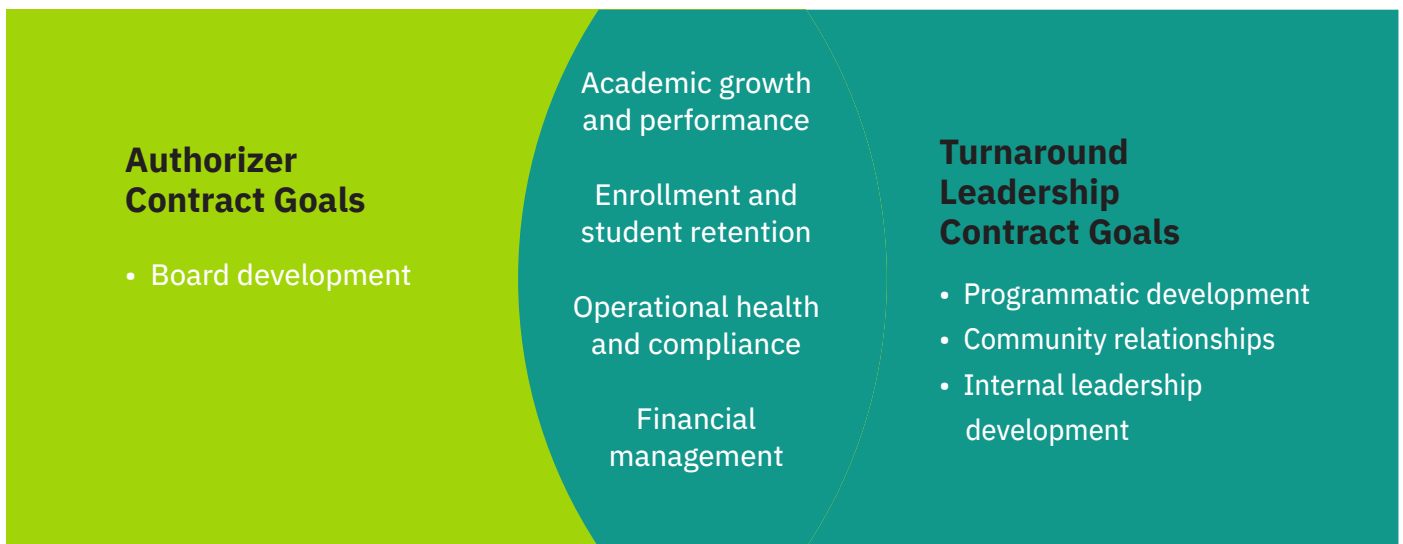 Authorizer
Contract Goals
• Board development
Academic growth
and performance
Enrollment and
student retention
Operational health
and compliance
Financial
management
Turnaround
Leadership
Contract Goals
• Programmatic development
• Community relationships
• Internal leadership
development